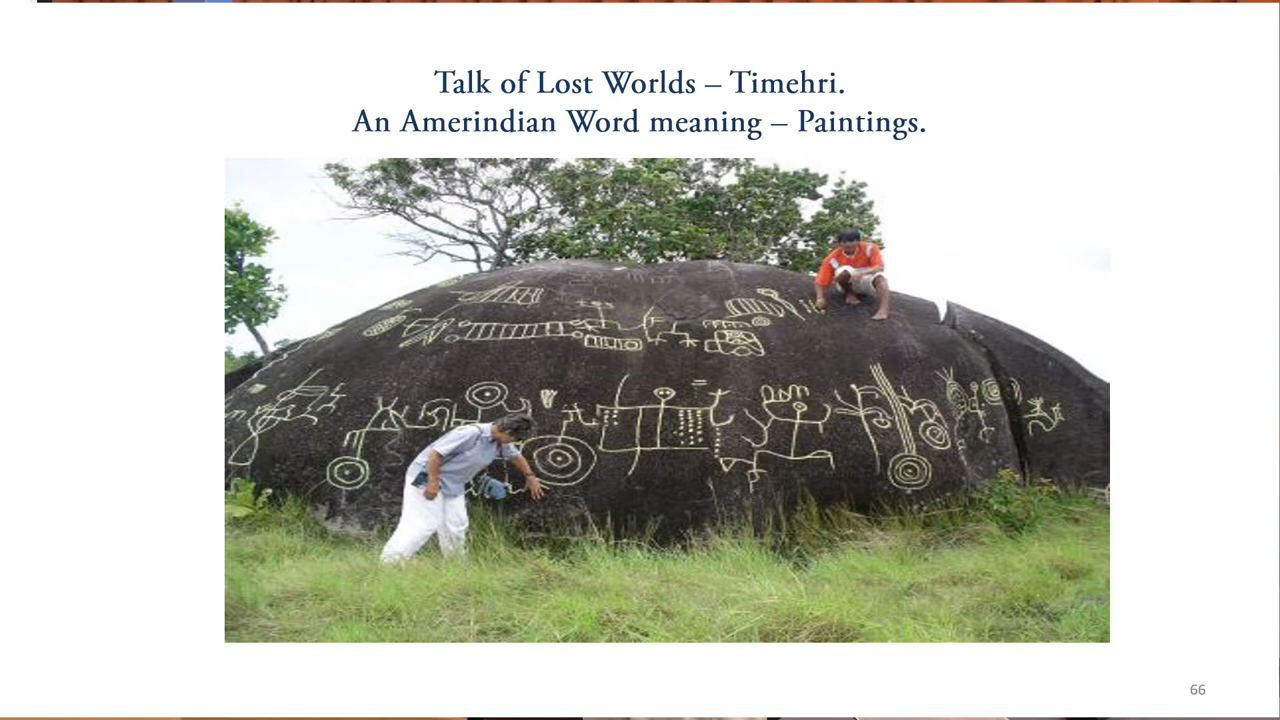 Talk of Lost Worlds – Timehri.
An Amerindian Word meaning – Paintings.
66